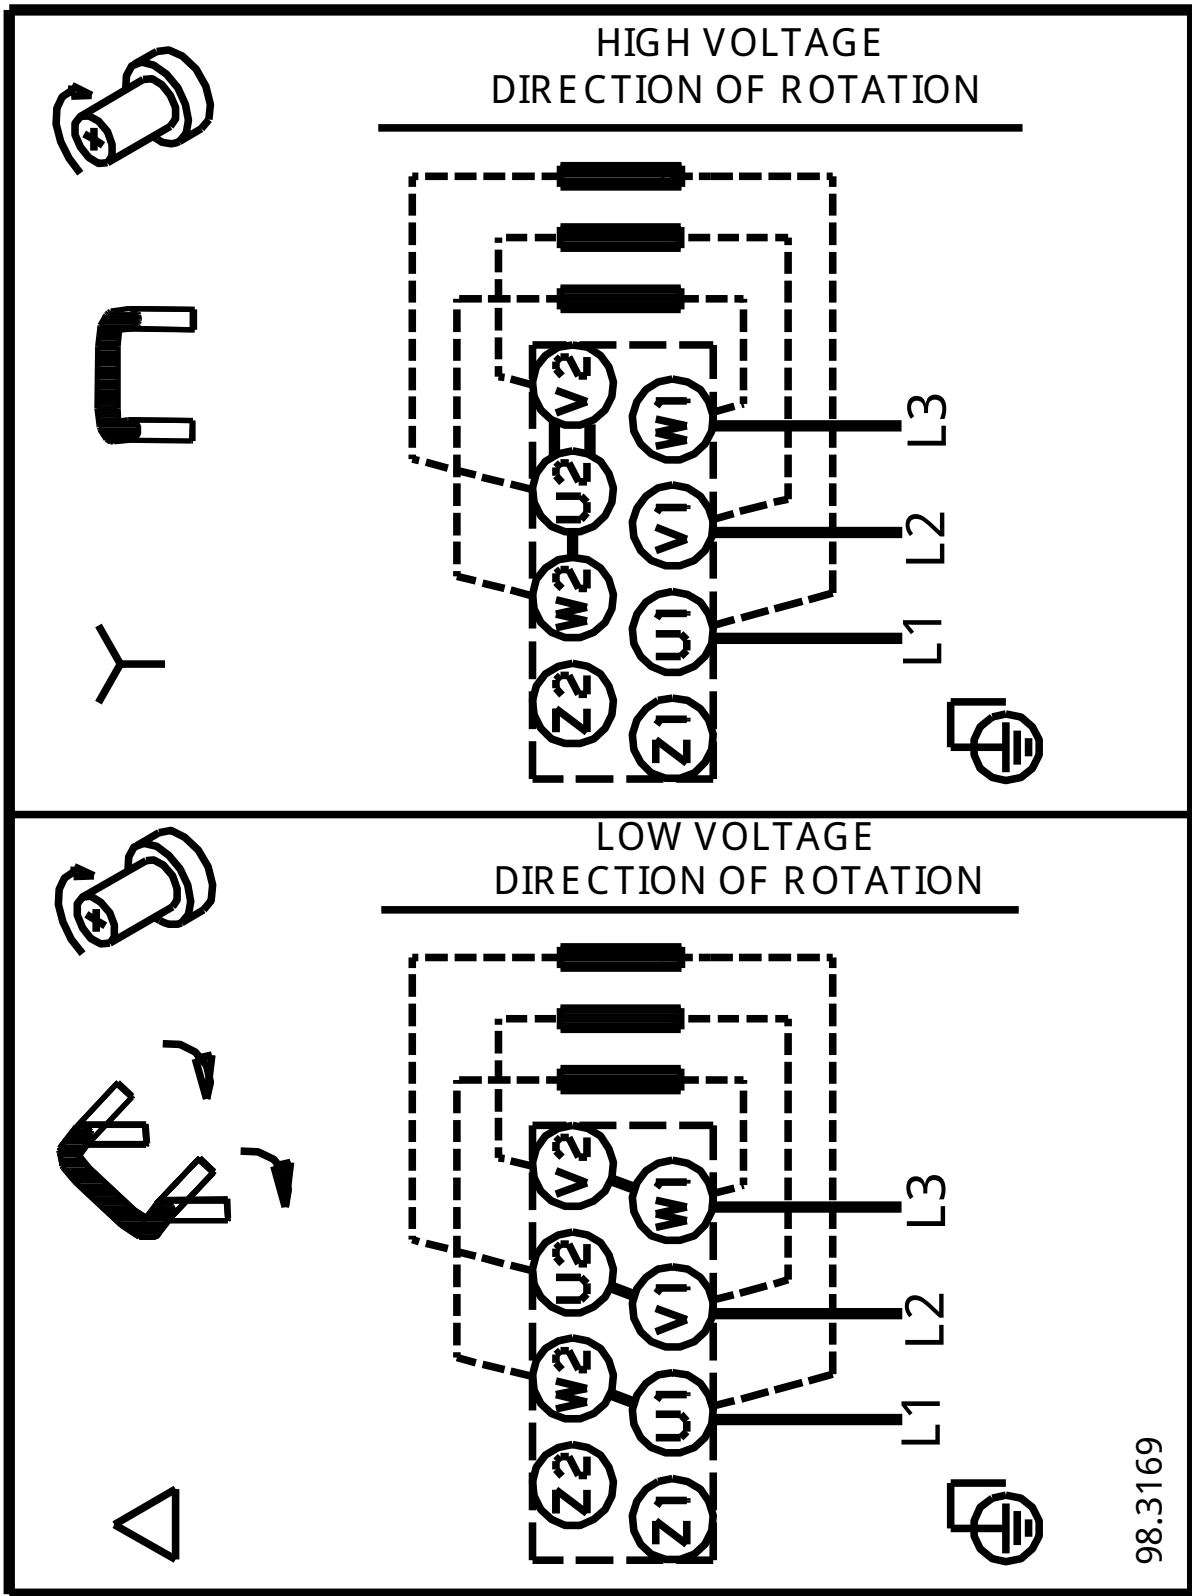 HIGH VOLTAGE
DIRECTION OF ROTATION
V2
W1
L3
U2
V1
L2
W2
U1
L1
Z2
Z1
LOW VOLTAGE
DIRECTION OF ROTATION
V2
W1
L3
U2
V1
L2
W2
U1
L1
Z2
Z1
98.3169